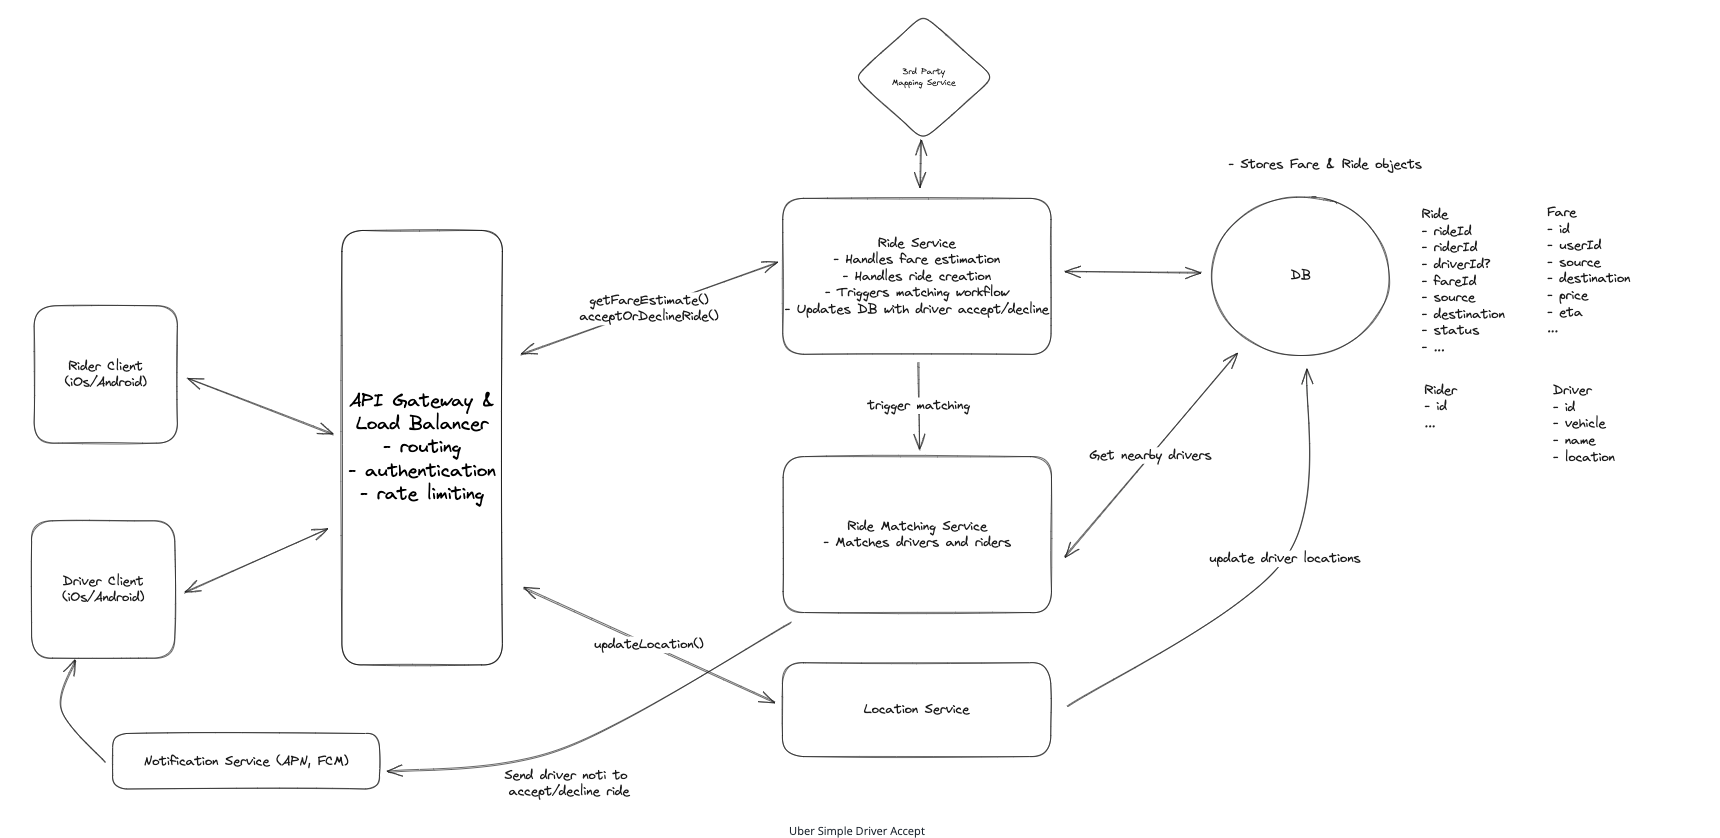 3rd Party
Mapping Service
- Stores Fare & Ride objects
Ride Service
- Handles fare estimation
- Handles ride creation
- Triggers matching workflow
- Updates DB with driver accept/decline
DB
Ride
- rideId
- riderId
- driverId?
- fareId
- source
- destination
- status
- ...
Fare
- id
- userId
- source
- destination
- price
- eta
...
getFareEstimate()
acceptOrDeclineRide()
Rider Client
(iOs/Android)
API Gateway &
Load Balancer
- routing
- authentication
- rate limiting
trigger matching
Rider
- id
...
Driver
- id
- vehicle
- name
- location
Get nearby drivers
Ride Matching Service
- Matches drivers and riders
Driver Client
(iOs/Android)
update driver locations
updateLocation()
Location Service
Notification Service (APN, FCM)
Send driver noti to
accept/decline ride
Uber Simple Driver Accept